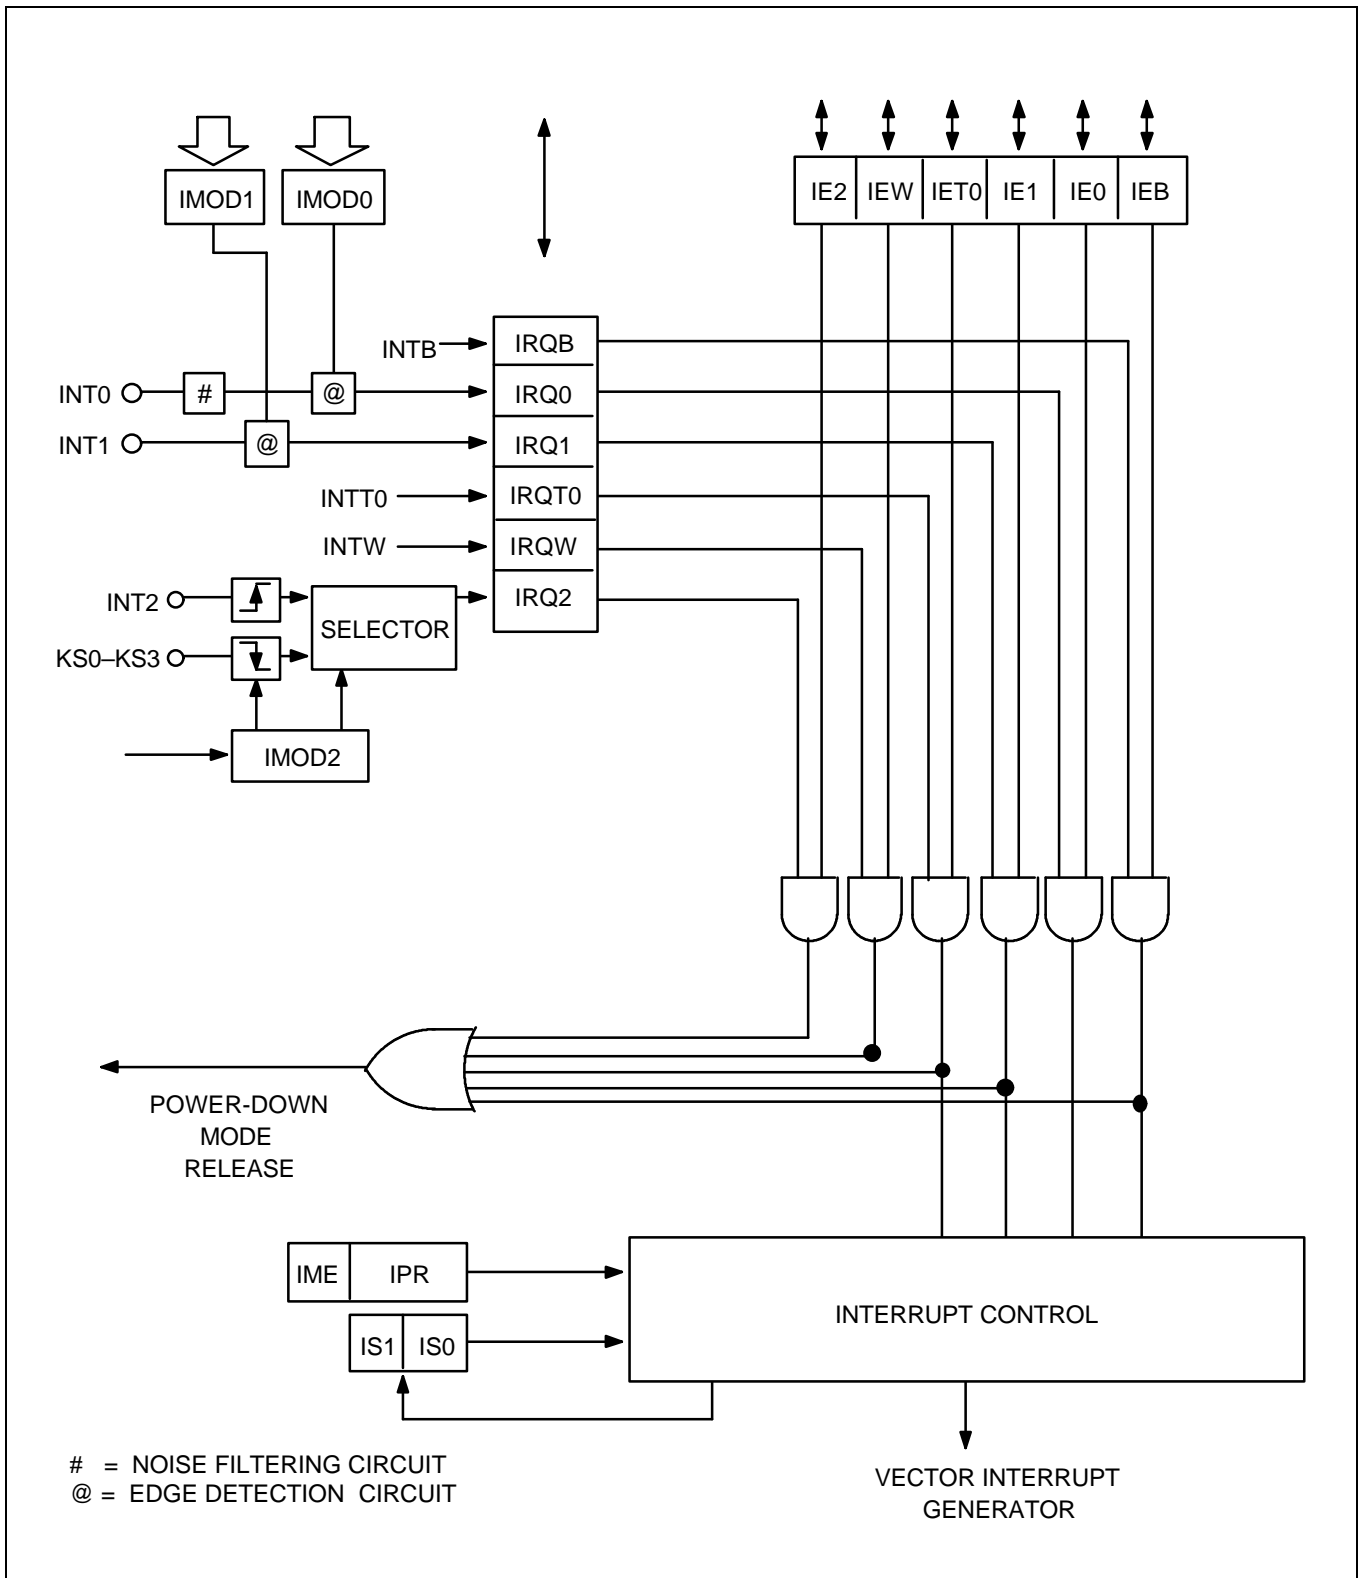 IMOD1
IMOD0
IE2 IEW IET0 IE1 IE0 IEB
INTB
IRQB
INT0
#
@
IRQ0
INT1
@
IRQ1
INTT0
IRQT0
INTW
IRQW
INT2
SELECTOR
IRQ2
KS0–KS3
IMOD2
POWER-DOWN
MODE
RELEASE
IME IPR
IS1 IS0
INTERRUPT CONTROL
# = NOISE FILTERING CIRCUIT
@ = EDGE DETECTION CIRCUIT
VECTOR INTERRUPT
GENERATOR